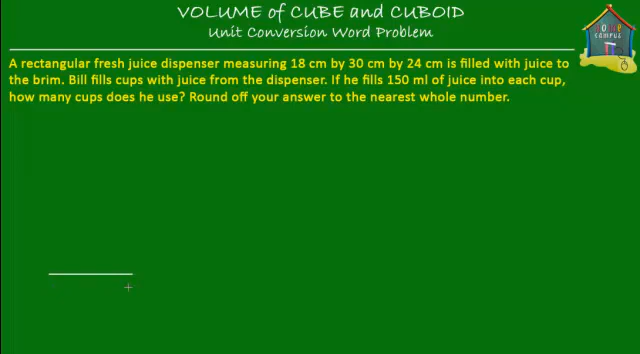 VOLUME of CUBE and CUBOID
Unit Conversion Word Problem
HOME
CAMPUS
A rectangular fresh juice dispenser measuring 18 cm by 30 cm by 24 cm is filled with juice to
the brim. Bill fills cups with juice from the dispenser. If he fills 150 ml of juice into each cup,
how many cups does he use? Round off your answer to the nearest whole number.